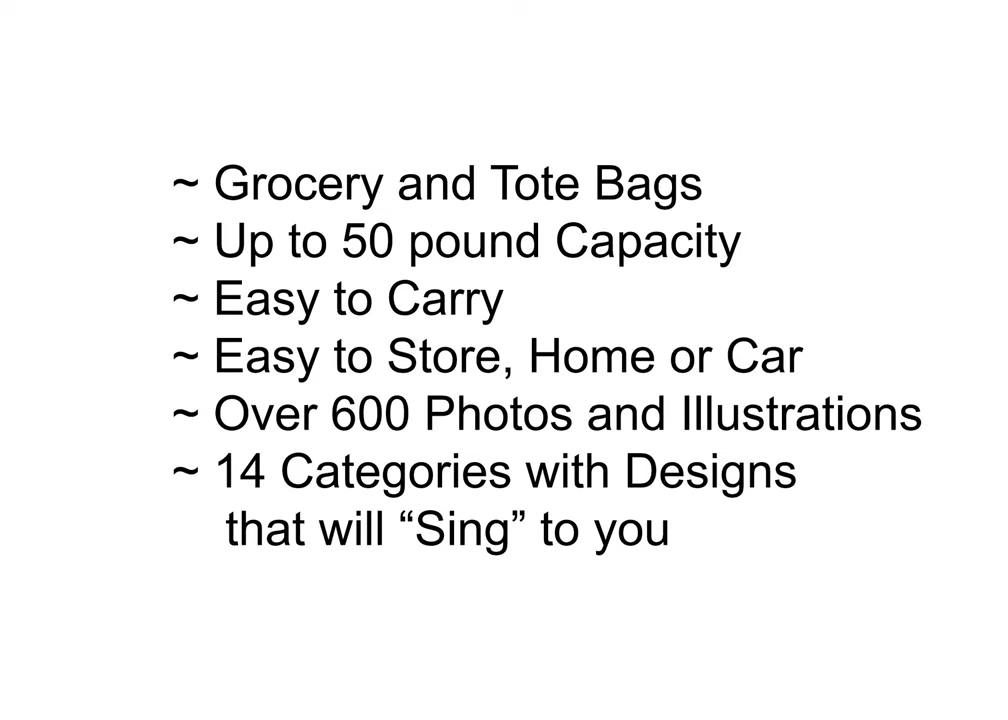 ~ Grocery and Tote Bags
~ Up to 50 pound Capacity
~ Easy to Carry
~ Easy to Store, Home or Car
~ Over 600 Photos and Illustrations
~ 14 Categories with Designs
that will “Sing” to you